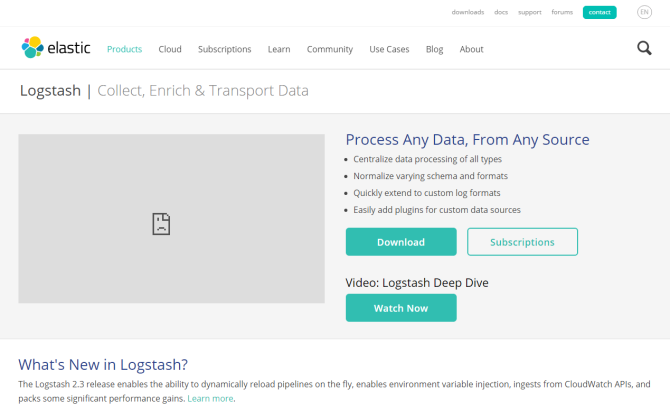 downloads docs support forums contact EN
elastic Products Cloud Subscriptions Learn Community Use Cases Blog About
Logstash | Collect, Enrich & Transport Data
Process Any Data, From Any Source
• Centralize data processing of all types
• Normalize varying schema and formats
• Quickly extend to custom log formats
• Easily add plugins for custom data sources
Download Subscriptions
Video: Logstash Deep Dive
Watch Now
What's New in Logstash?
The Logstash 2.3 release enables the ability to dynamically reload pipelines on the fly, enables environment variable injection, ingests from CloudWatch APIs, and
packs some significant performance gains. Learn more.